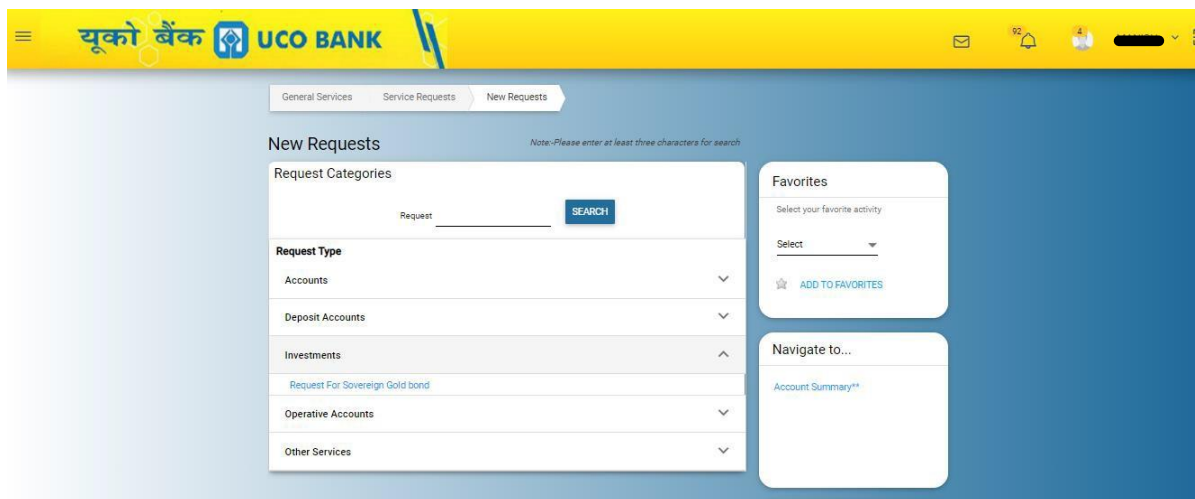 यूको बैंक UCO BANK
92
4
General Services Service Requests New Requests
New Requests
Note:-Please enter at least three characters for search
Request Categories
Request SEARCH
Request Type
Accounts
Deposit Accounts
Investments
Request For Sovereign Gold bond
Operative Accounts
Other Services
Favorites
Select your favorite activity
Select
ADD TO FAVORITES
Navigate to...
Account Summary**